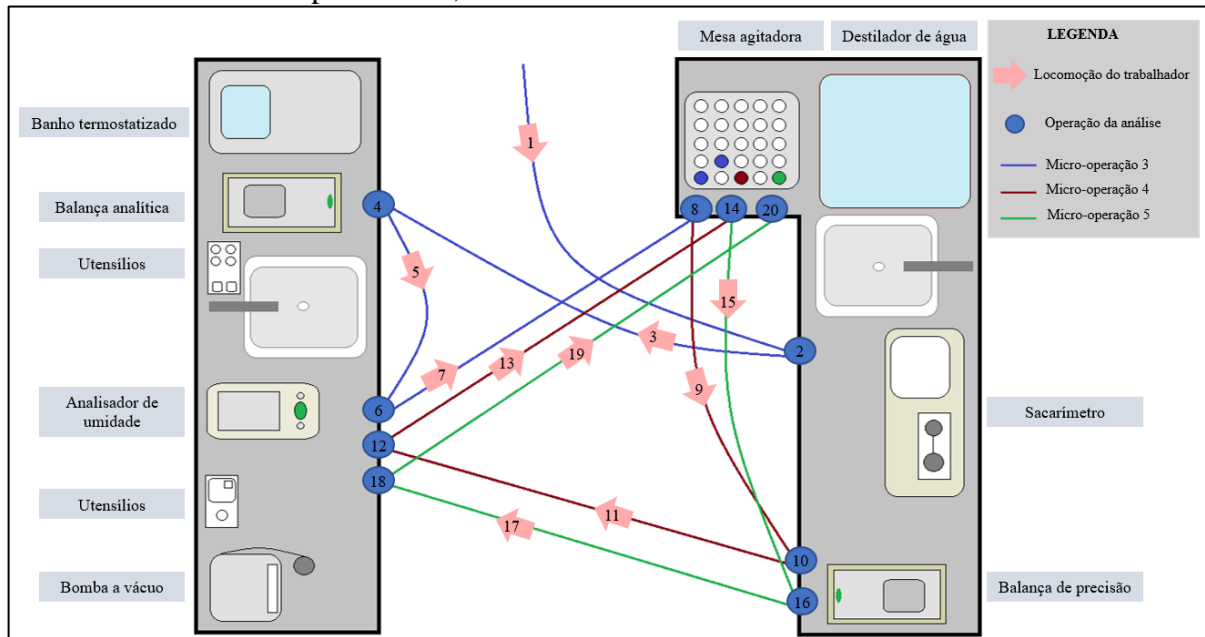 Mesa agitadora
Destilador de água
LEGENDA
Locomoção do trabalhador
Operação da análise
Micro-operação 3
Micro-operação 4
Micro-operação 5
Banho termostatizado
Balança analítica
Utensílios
Analisador de
umidade
Utensílios
Bomba a vácuo
Sacarímetro
Balança de precisão
1
2
3
4
5
6
7
8
9
10
11
12
13
14
15
16
17
18
19
20